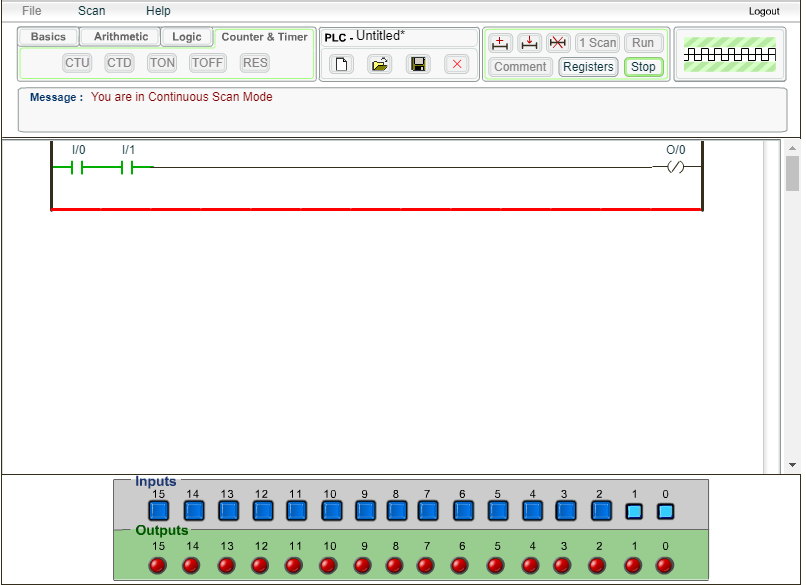 File Scan Help Logout
Basics Arithmetic Logic Counter & Timer
CTU CTD TON TOFF RES
PLC - Untitled*
1 Scan Run
Comment Registers Stop
Message : You are in Continuous Scan Mode
I/0 I/1 O/0
Inputs
15 14 13 12 11 10 9 8 7 6 5 4 3 2 1 0
Outputs
15 14 13 12 11 10 9 8 7 6 5 4 3 2 1 0